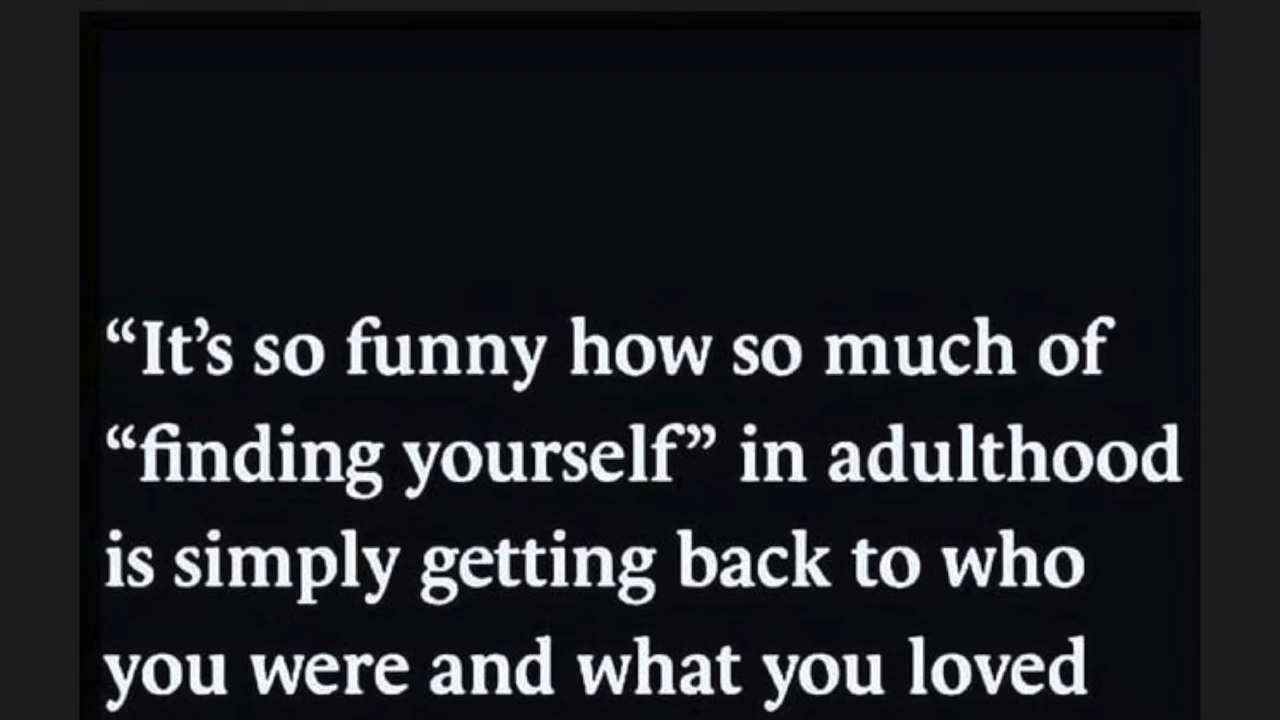 “It’s so funny how so much of
“finding yourself” in adulthood
is simply getting back to who
you were and what you loved